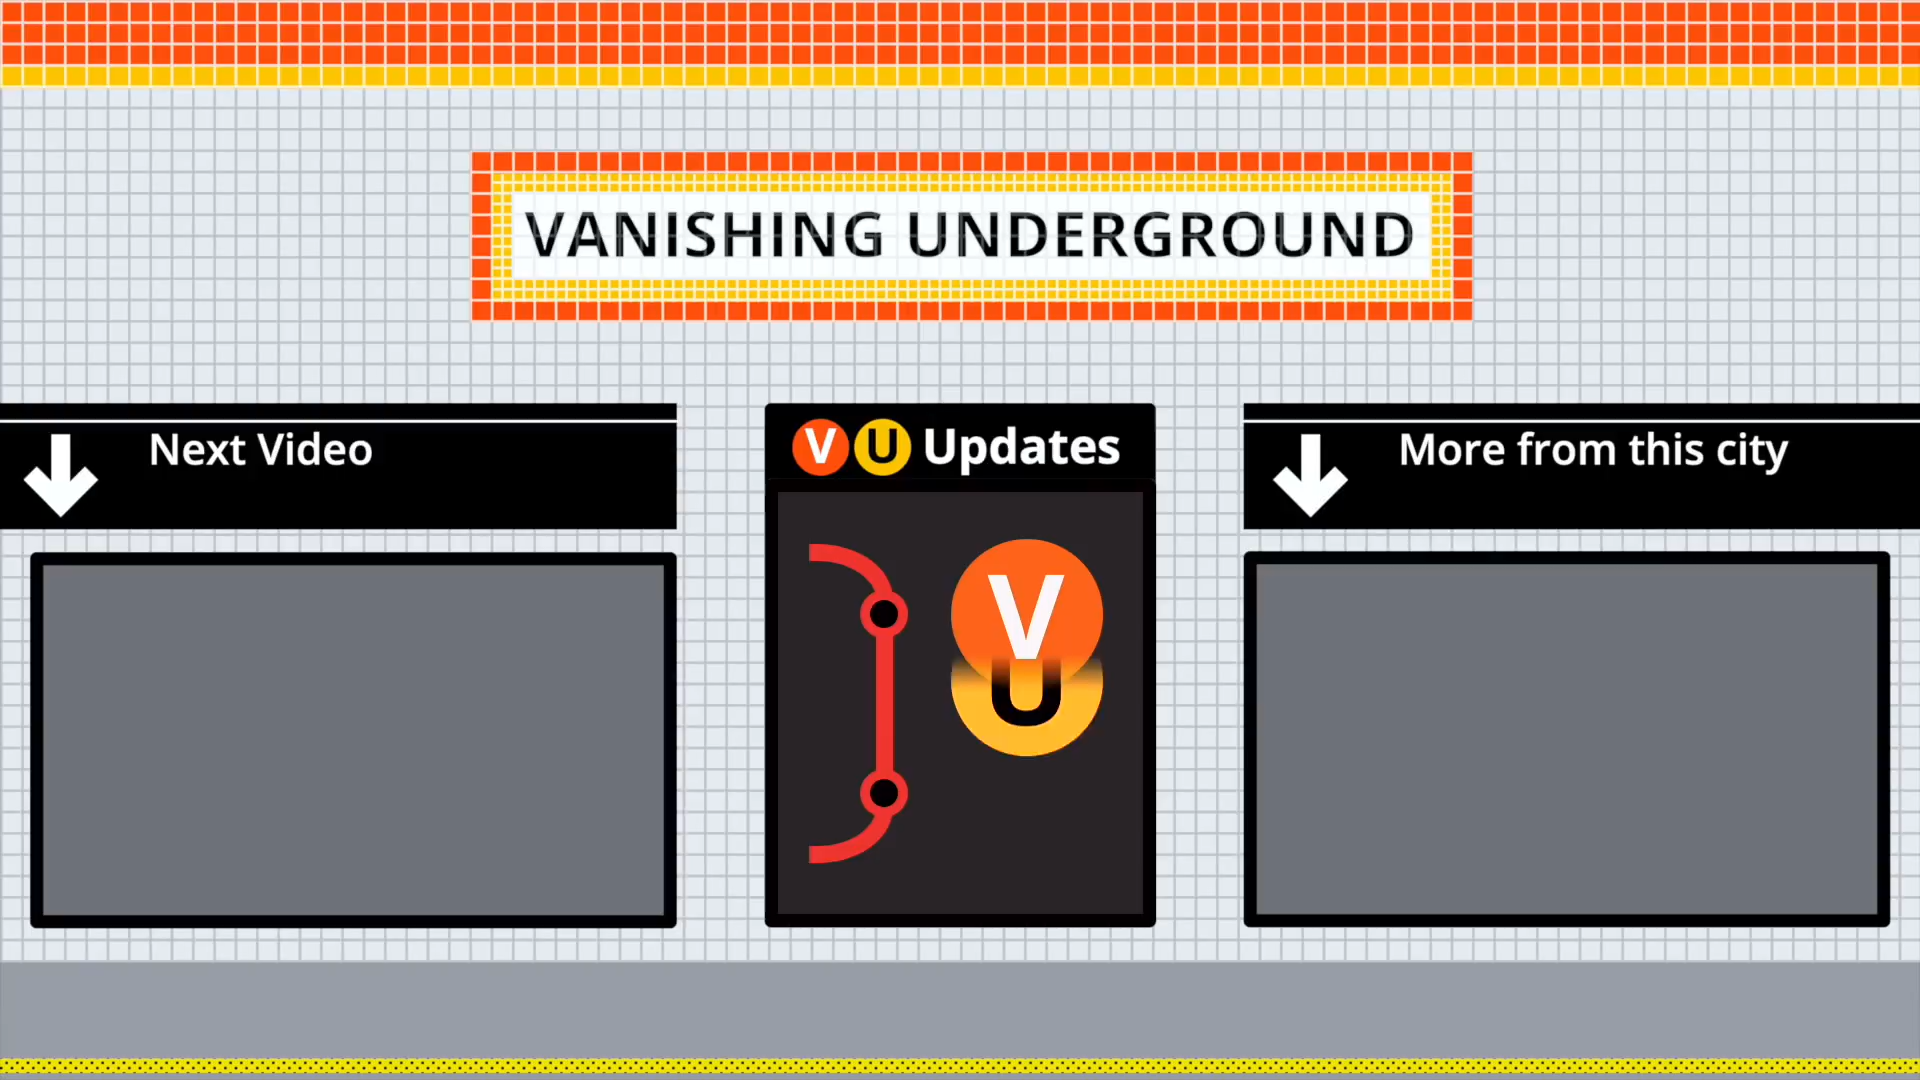 VANISHING UNDERGROUND
Next Video
V U Updates
More from this city
V
U